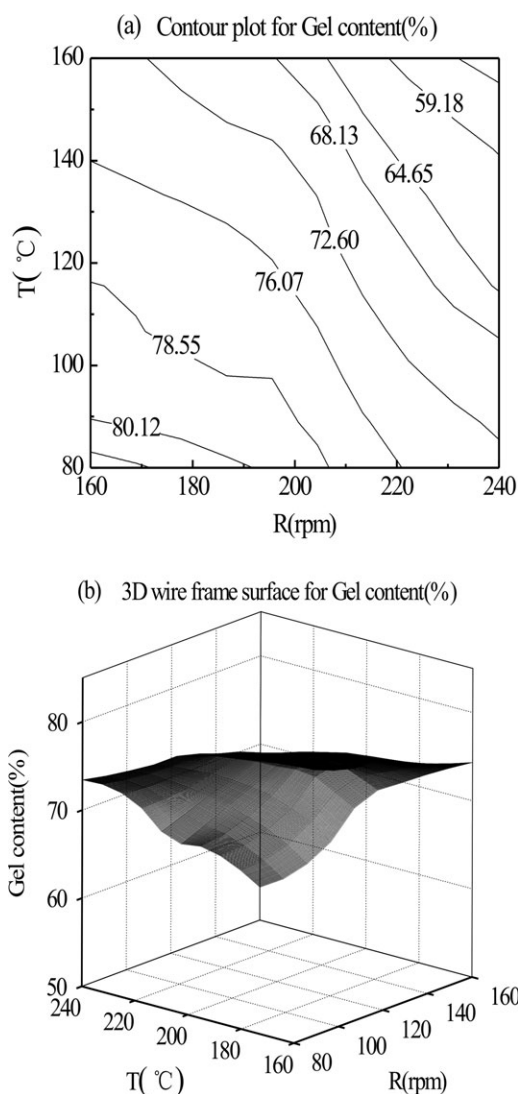 (a) Contour plot for Gel content(%)
160
140
120
100
80
T( ℃)
59.18
68.13
64.65
72.60
76.07
78.55
80.12
160 180 200 220 240
R(rpm)
(b) 3D wire frame surface for Gel content(%)
80
70
60
50
Gel content(%)
240 220 200 180 160
T( ℃)
80 100 120 140 160
R(rpm)